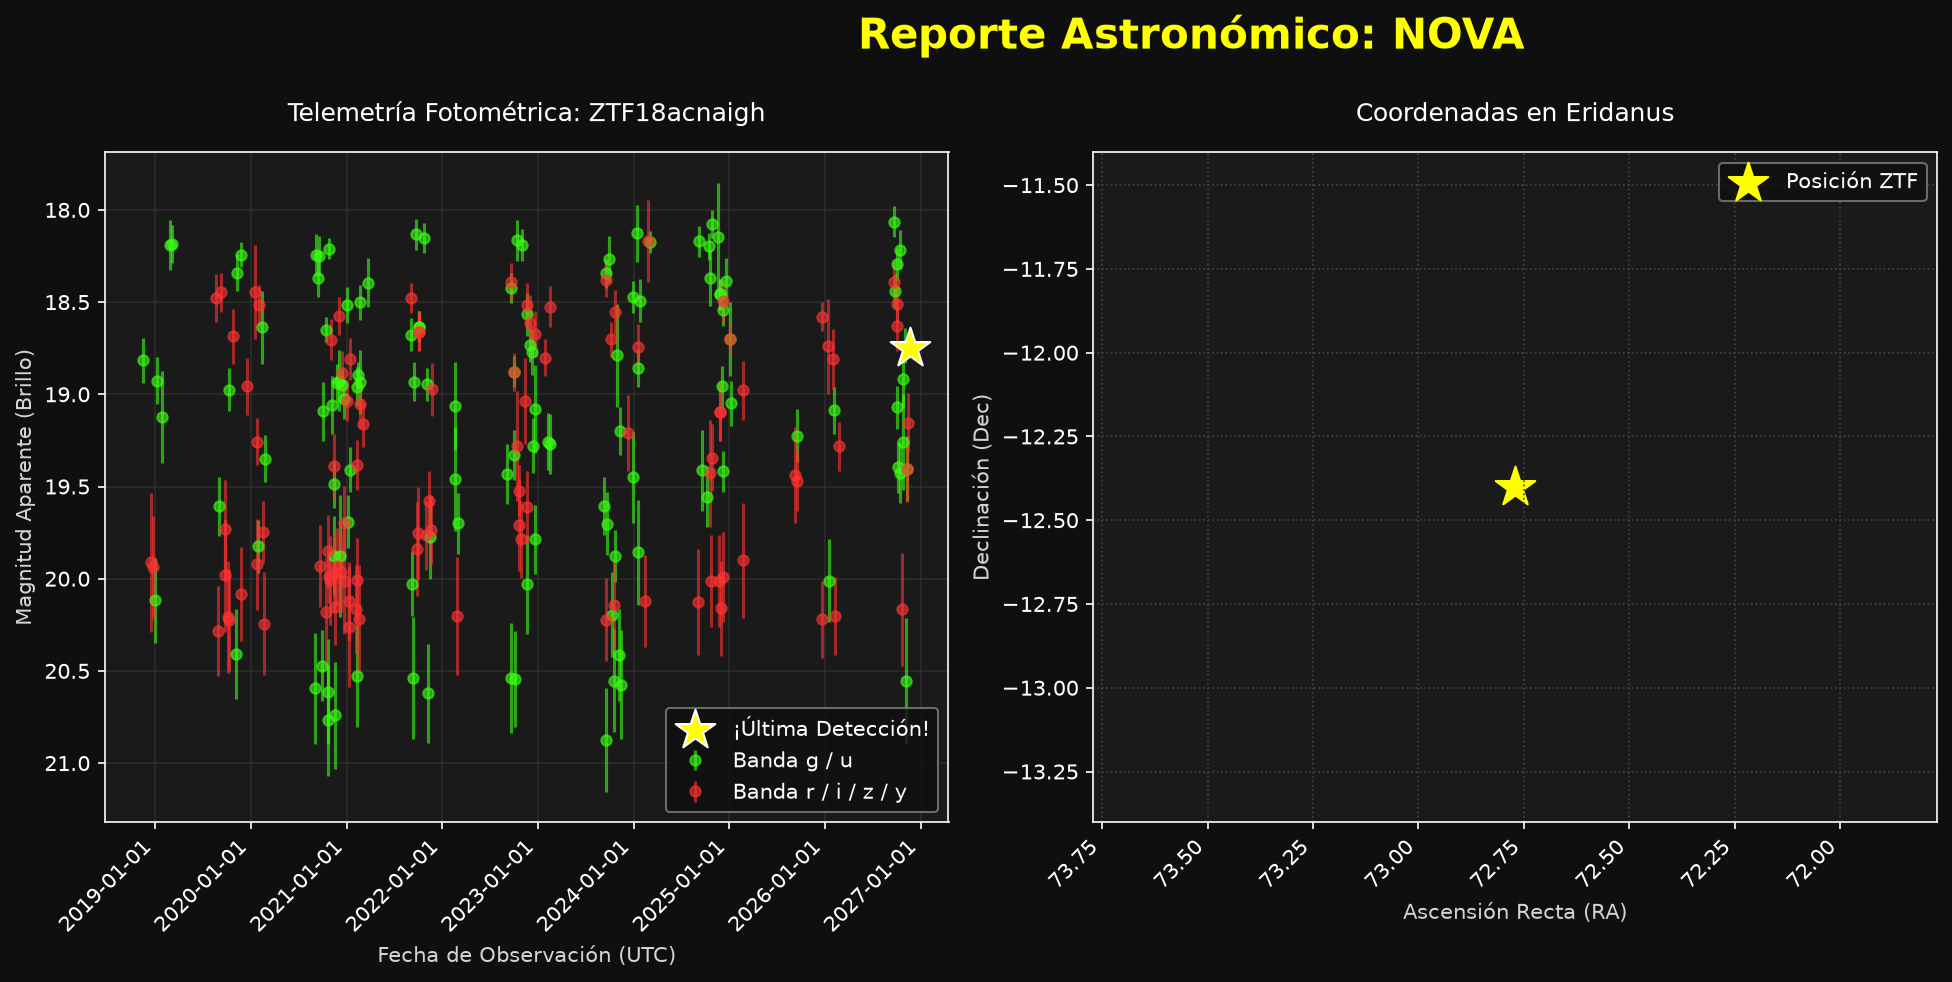 Reporte Astronómico: NOVA
Telemetría Fotométrica: ZTF18acnaigh
Magnitud Aparente (Brillo)
18.0
18.5
19.0
19.5
20.0
20.5
21.0
¡Última Detección!
Banda g / u
Banda r / i / z / y
2019-01-01
2020-01-01
2021-01-01
2022-01-01
2023-01-01
2024-01-01
2025-01-01
2026-01-01
2027-01-01
Fecha de Observación (UTC)
Coordenadas en Eridanus
Posición ZTF
Declinación (Dec)
−11.50
−11.75
−12.00
−12.25
−12.50
−12.75
−13.00
−13.25
73.75
73.50
73.25
73.00
72.75
72.50
72.25
72.00
Ascensión Recta (RA)